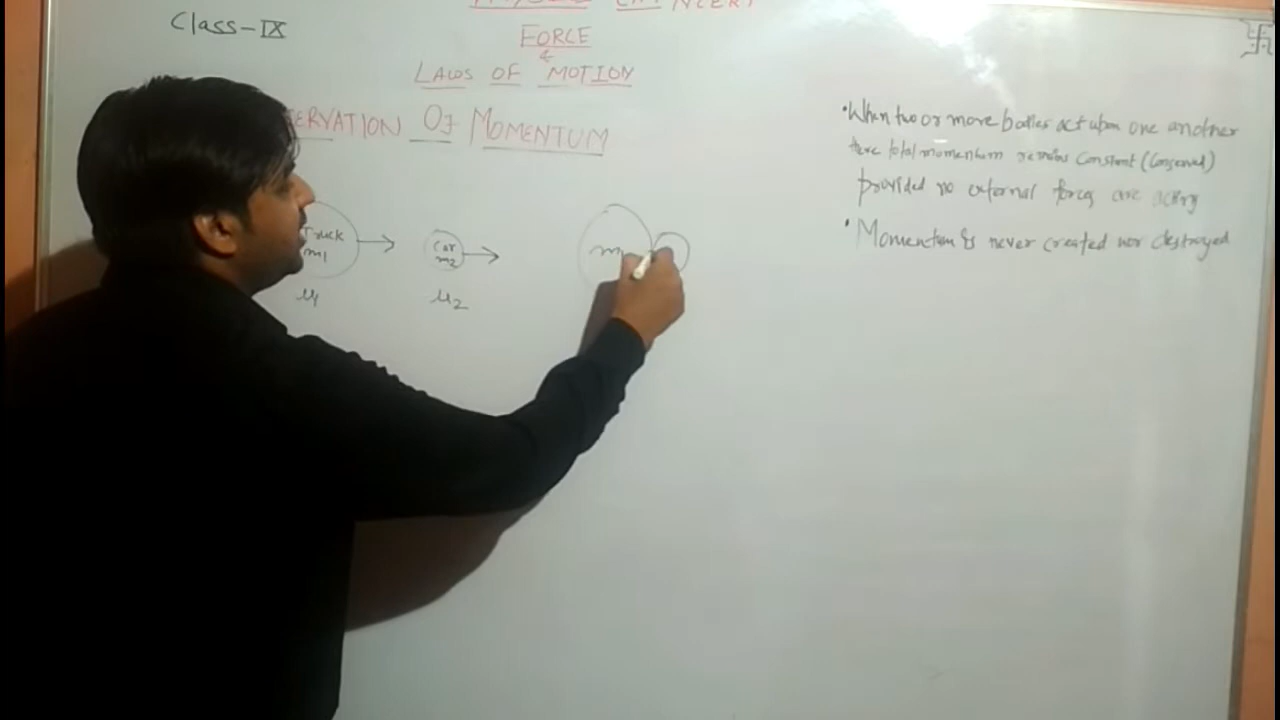 NCERT
Class-IX
FORCE
&
LAWS OF MOTION
ERVATION OF MOMENTUM
• When two or more bodies act upon one another
total momentum remains Constant (Conserved)
provided no external forces are acting
• Momentum is never created nor destroyed
Truck
m1
Car
m2
m1
u1
u2